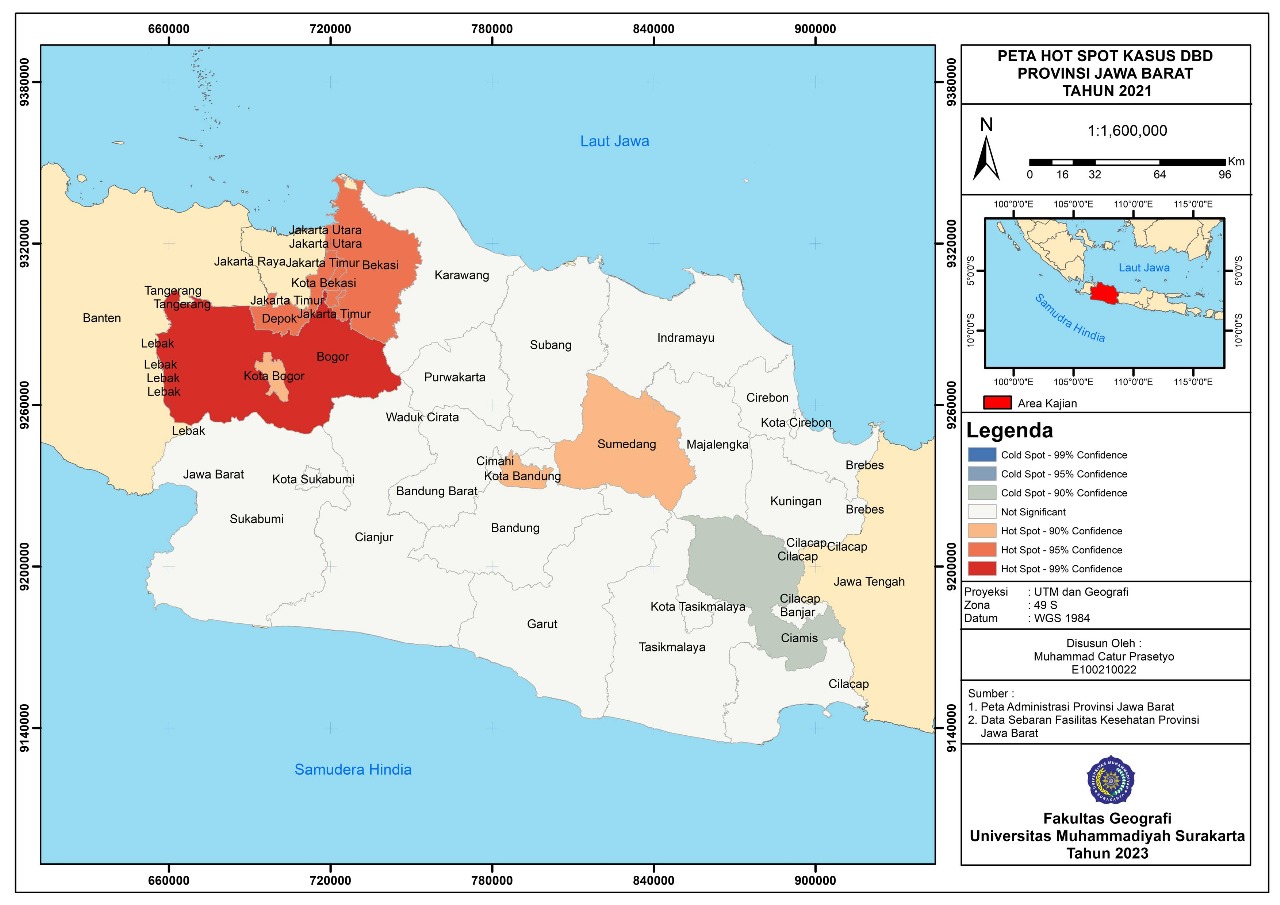 660000
720000
780000
840000
900000
9380000
9320000
9260000
9200000
9140000
9380000
9320000
9260000
9200000
9140000
Laut Jawa
Jakarta Utara
Jakarta Utara
Jakarta Raya
Jakarta Timur
Bekasi
Karawang
Kota Bekasi
Tangerang
Jakarta Timur
Tangerang
Banten
Depok
Jakarta Timur
Lebak
Bogor
Subang
Indramayu
Lebak
Kota Bogor
Lebak
Lebak
Purwakarta
Cirebon
Waduk Cirata
Kota Cirebon
Lebak
Sumedang
Majalengka
Cimahi
Brebes
Jawa Barat
Kota Sukabumi
Kota Bandung
Bandung Barat
Kuningan
Brebes
Sukabumi
Bandung
Cianjur
Cilacap
Cilacap
Cilacap
Jawa Tengah
Kota Tasikmalaya
Cilacap
Banjar
Garut
Ciamis
Tasikmalaya
Cilacap
Samudera Hindia
660000
720000
780000
840000
900000
PETA HOT SPOT KASUS DBD
PROVINSI JAWA BARAT
TAHUN 2021
N
1:1,600,000
Km
0 16 32 64 96
100°0'0"E 105°0'0"E 110°0'0"E 115°0'0"E
5°0'0"S
10°0'0"S
5°0'0"S
10°0'0"S
Laut Jawa
Samudra Hindia
100°0'0"E 105°0'0"E 110°0'0"E 115°0'0"E
Area Kajian
Legenda
Cold Spot - 99% Confidence
Cold Spot - 95% Confidence
Cold Spot - 90% Confidence
Not Significant
Hot Spot - 90% Confidence
Hot Spot - 95% Confidence
Hot Spot - 99% Confidence
Proyeksi : UTM dan Geografi
Zona : 49 S
Datum : WGS 1984
Disusun Oleh :
Muhammad Catur Prasetyo
E100210022
Sumber :
1. Peta Administrasi Provinsi Jawa Barat
2. Data Sebaran Fasilitas Kesehatan Provinsi
Jawa Barat
Fakultas Geografi
Universitas Muhammadiyah Surakarta
Tahun 2023